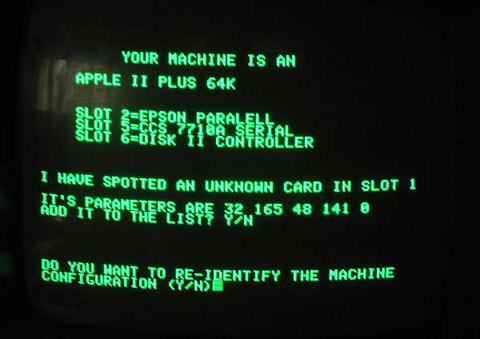 YOUR MACHINE IS AN
APPLE II PLUS 64K
SLOT 2=EPSON PARALELL
SLOT 5=CCS 7710A SERIAL
SLOT 6=DISK II CONTROLLER
I HAVE SPOTTED AN UNKNOWN CARD IN SLOT 1
IT'S PARAMETERS ARE 32 165 48 141 0
ADD IT TO THE LIST? Y/N
DO YOU WANT TO RE-IDENTIFY THE MACHINE
CONFIGURATION (Y/N)